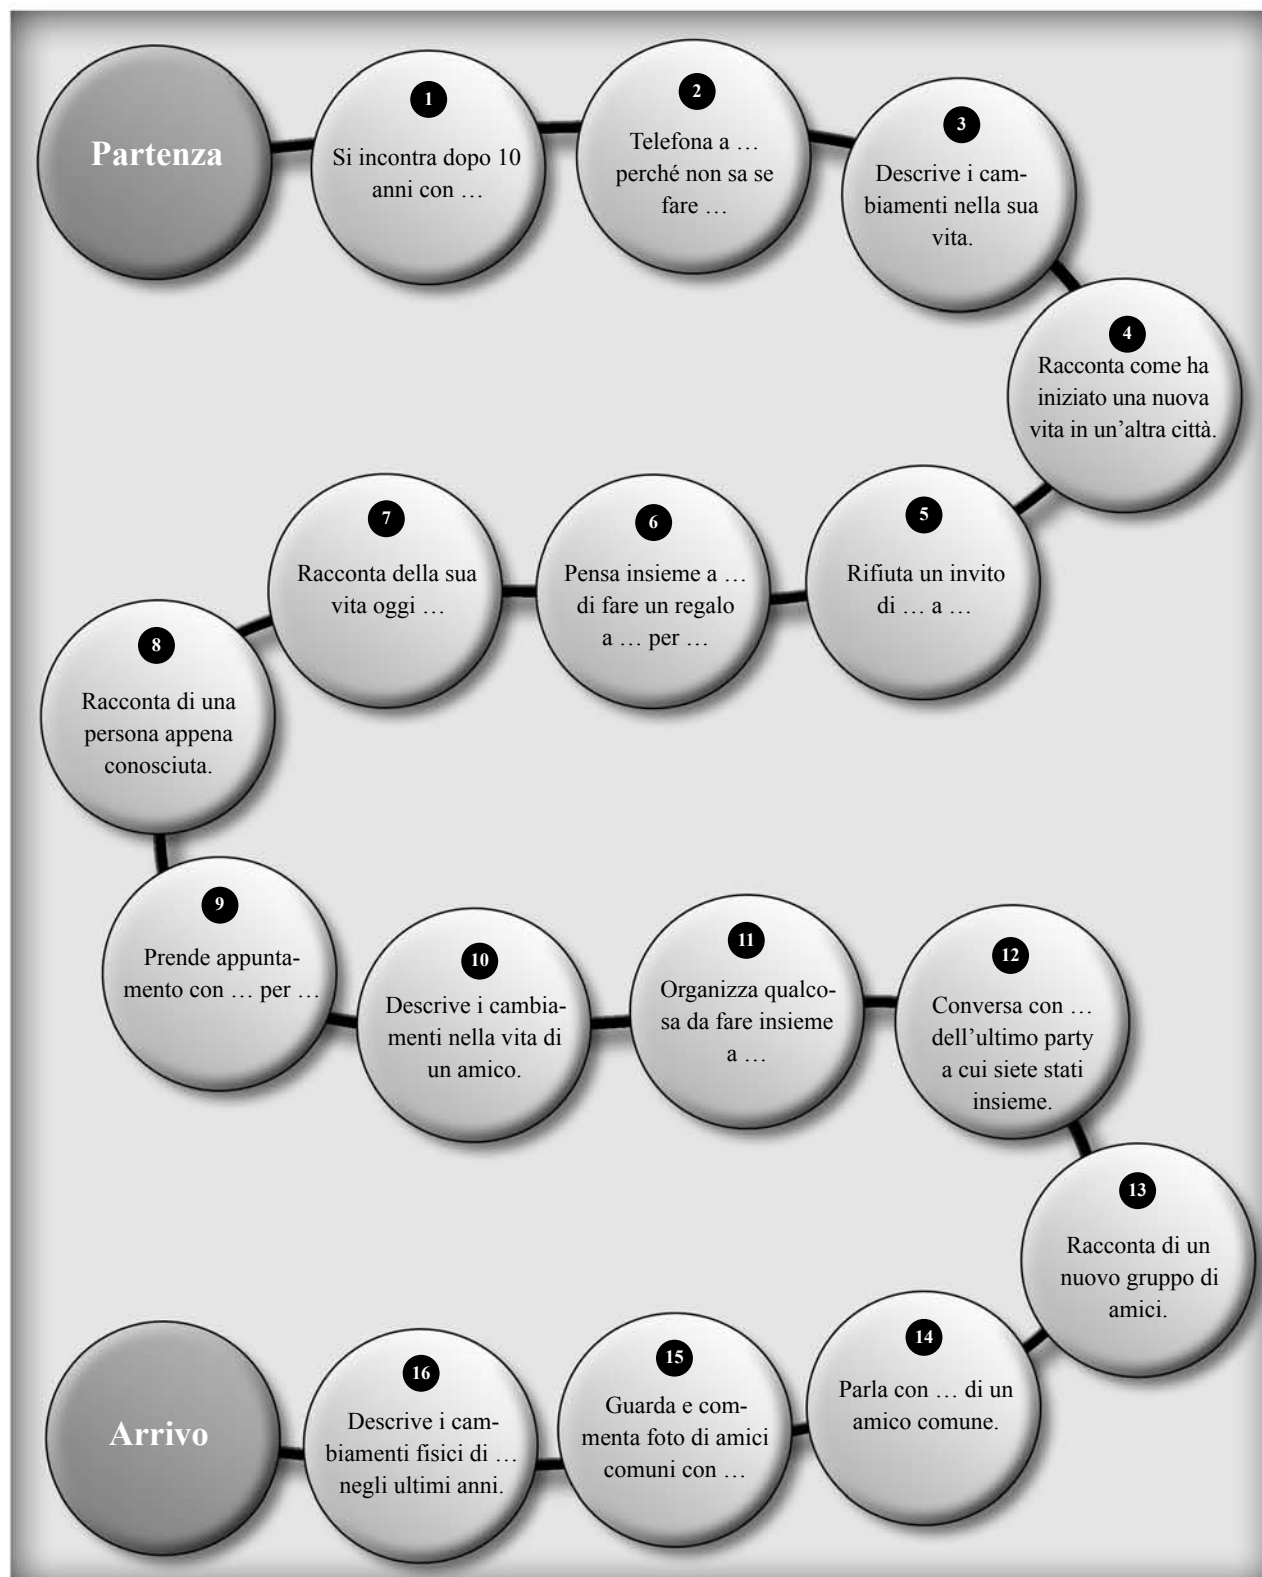 Partenza
1
Si incontra dopo 10
anni con …
2
Telefona a …
perché non sa se
fare …
3
Descrive i cam-
biamenti nella sua
vita.
4
Racconta come ha
iniziato una nuova
vita in un’altra città.
5
Rifiuta un invito
di … a …
6
Pensa insieme a …
di fare un regalo
a … per …
7
Racconta della sua
vita oggi …
8
Racconta di una
persona appena
conosciuta.
9
Prende appunta-
mento con … per …
10
Descrive i cambia-
menti nella vita di
un amico.
11
Organizza qualco-
sa da fare insieme
a …
12
Conversa con …
dell’ultimo party
a cui siete stati
insieme.
13
Racconta di un
nuovo gruppo di
amici.
14
Parla con … di un
amico comune.
15
Guarda e com-
menta foto di amici
comuni con …
16
Descrive i cam-
biamenti fisici di …
negli ultimi anni.
Arrivo